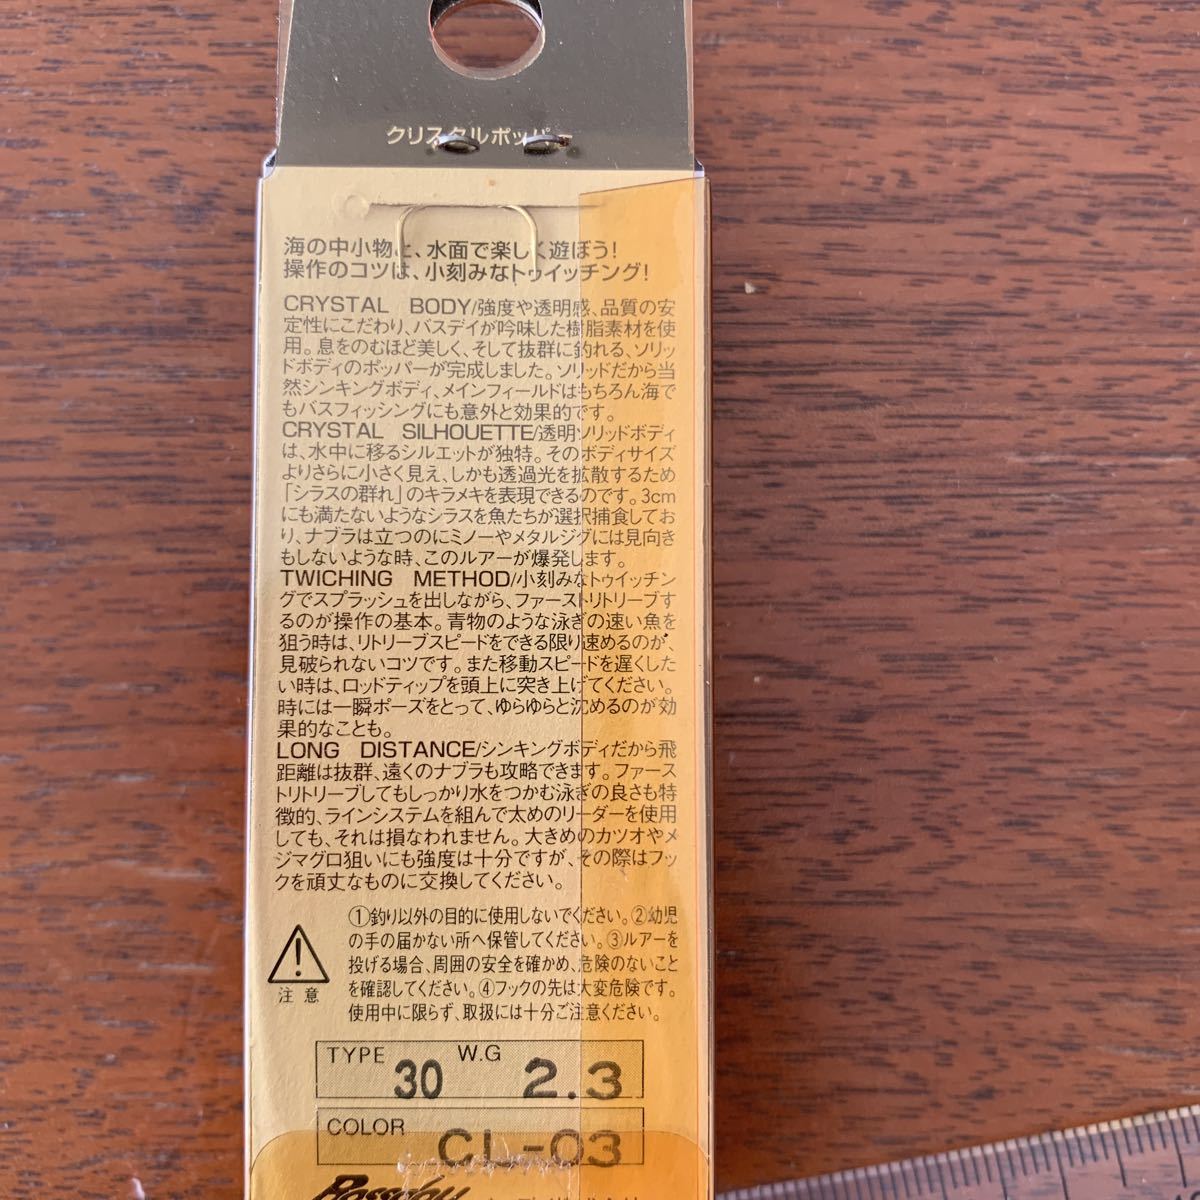 クリスタルポッパー
海の中小物と、水面で楽しく遊ぼう!
操作のコツは、小刻みなトゥイッチング!
CRYSTAL BODY/強度や透明感、品質の安
定性にこだわり、バスデイが吟味した樹脂素材を使
用。息をのむほど美しく、そして抜群に釣れる、ソリッ
ドボディのポッパーが完成しました。ソリッドだから当
然シンキングボディ、メインフィールドはもちろん海で
もバスフィッシングにも意外と効果的です。
CRYSTAL SILHOUETTE/透明ソリッドボディ
は、水中に移るシルエットが独特。そのボディサイズ
よりさらに小さく見え、しかも透過光を拡散するため
「シラスの群れ」のキラメキを表現できるのです。3cm
にも満たないようなシラスを魚たちが選択捕食してお
り、ナブラは立つのにミノーやメタルジグには見向き
もしないような時、このルアーが爆発します。
TWICHING METHOD/小刻みなトゥイッチン
グでスプラッシュを出しながら、ファーストリトリーブす
るのが操作の基本。青物のような泳ぎの速い魚を
狙う時は、リトリーブスピードをできる限り速めるのが、
見破られないコツです。また移動スピードを遅くした
い時は、ロッドティップを頭上に突き上げてください。
時には一瞬ポーズをとって、ゆらゆらと沈めるのが効
果的なことも。
LONG DISTANCE/シンキングボディだから飛
距離は抜群、遠くのナブラも攻略できます。ファース
トリトリーブしてもしっかり水をつかむ泳ぎの良さも特
徴的、ラインシステムを組んで太めのリーダーを使用
しても、それは損なわれません。大きめのカツオやメ
ジマグロ狙いにも強度は十分ですが、その際はフッ
クを頑丈なものに交換してください。
①釣り以外の目的に使用しないでください。②幼児
の手の届かない所へ保管してください。③ルアーを
投げる場合、周囲の安全を確かめ、危険のないこと
を確認してください。④フックの先は大変危険です。
使用中に限らず、取扱には十分ご注意ください。
注意
TYPE 30 W.G 2.3
COLOR CL-03
Bassday